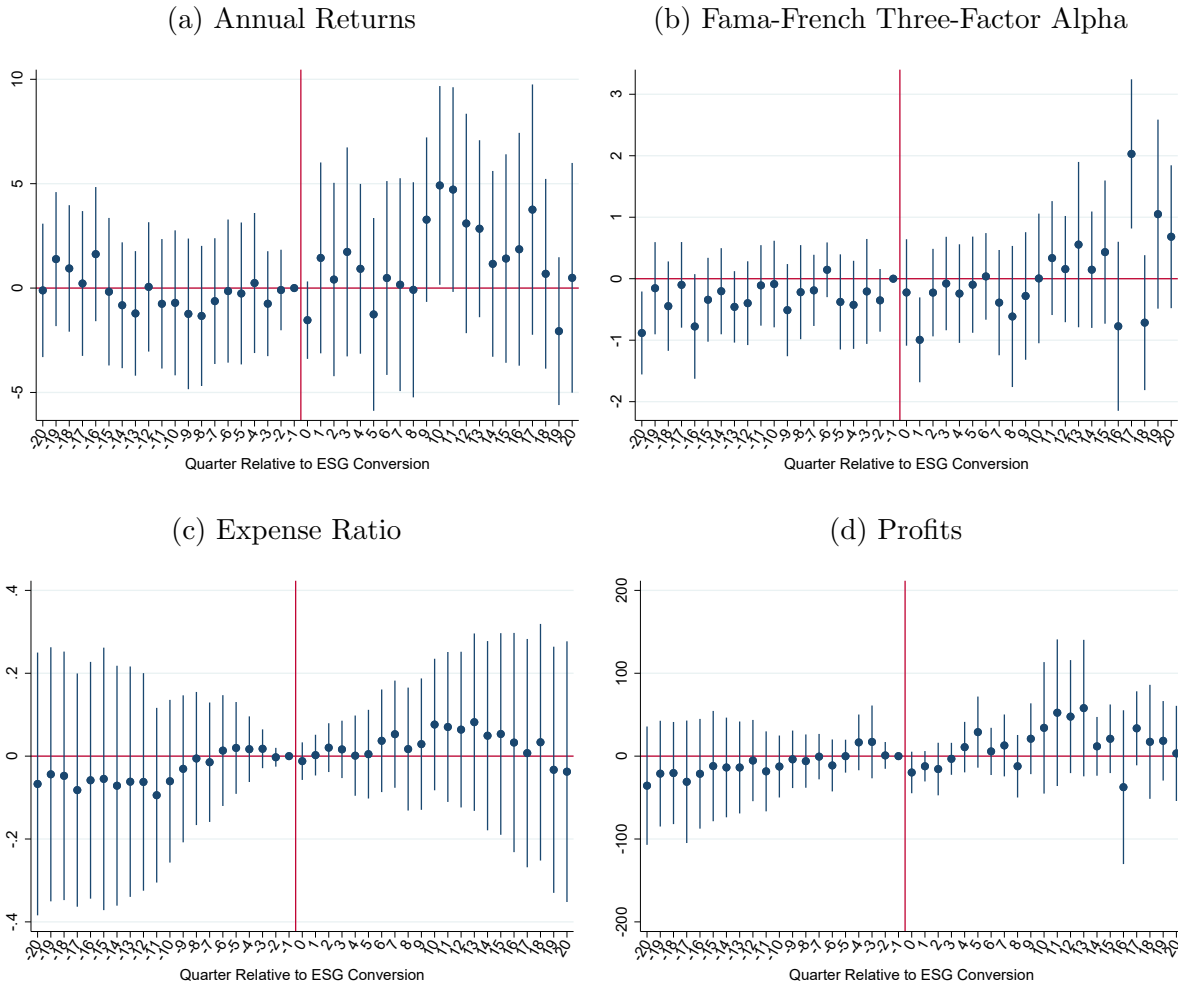 (a) Annual Returns
10
5
0
-5
-20 -19 -18 -17 -16 -15 -14 -13 -12 -11 -10 -9 -8 -7 -6 -5 -4 -3 -2 -1 0 1 2 3 4 5 6 7 8 9 10 11 12 13 14 15 16 17 18 19 20
Quarter Relative to ESG Conversion
(b) Fama-French Three-Factor Alpha
3
2
1
0
-1
-2
-20 -19 -18 -17 -16 -15 -14 -13 -12 -11 -10 -9 -8 -7 -6 -5 -4 -3 -2 -1 0 1 2 3 4 5 6 7 8 9 10 11 12 13 14 15 16 17 18 19 20
Quarter Relative to ESG Conversion
(c) Expense Ratio
.4
.2
0
-.2
-.4
-20 -19 -18 -17 -16 -15 -14 -13 -12 -11 -10 -9 -8 -7 -6 -5 -4 -3 -2 -1 0 1 2 3 4 5 6 7 8 9 10 11 12 13 14 15 16 17 18 19 20
Quarter Relative to ESG Conversion
(d) Profits
200
100
0
-100
-200
-20 -19 -18 -17 -16 -15 -14 -13 -12 -11 -10 -9 -8 -7 -6 -5 -4 -3 -2 -1 0 1 2 3 4 5 6 7 8 9 10 11 12 13 14 15 16 17 18 19 20
Quarter Relative to ESG Conversion